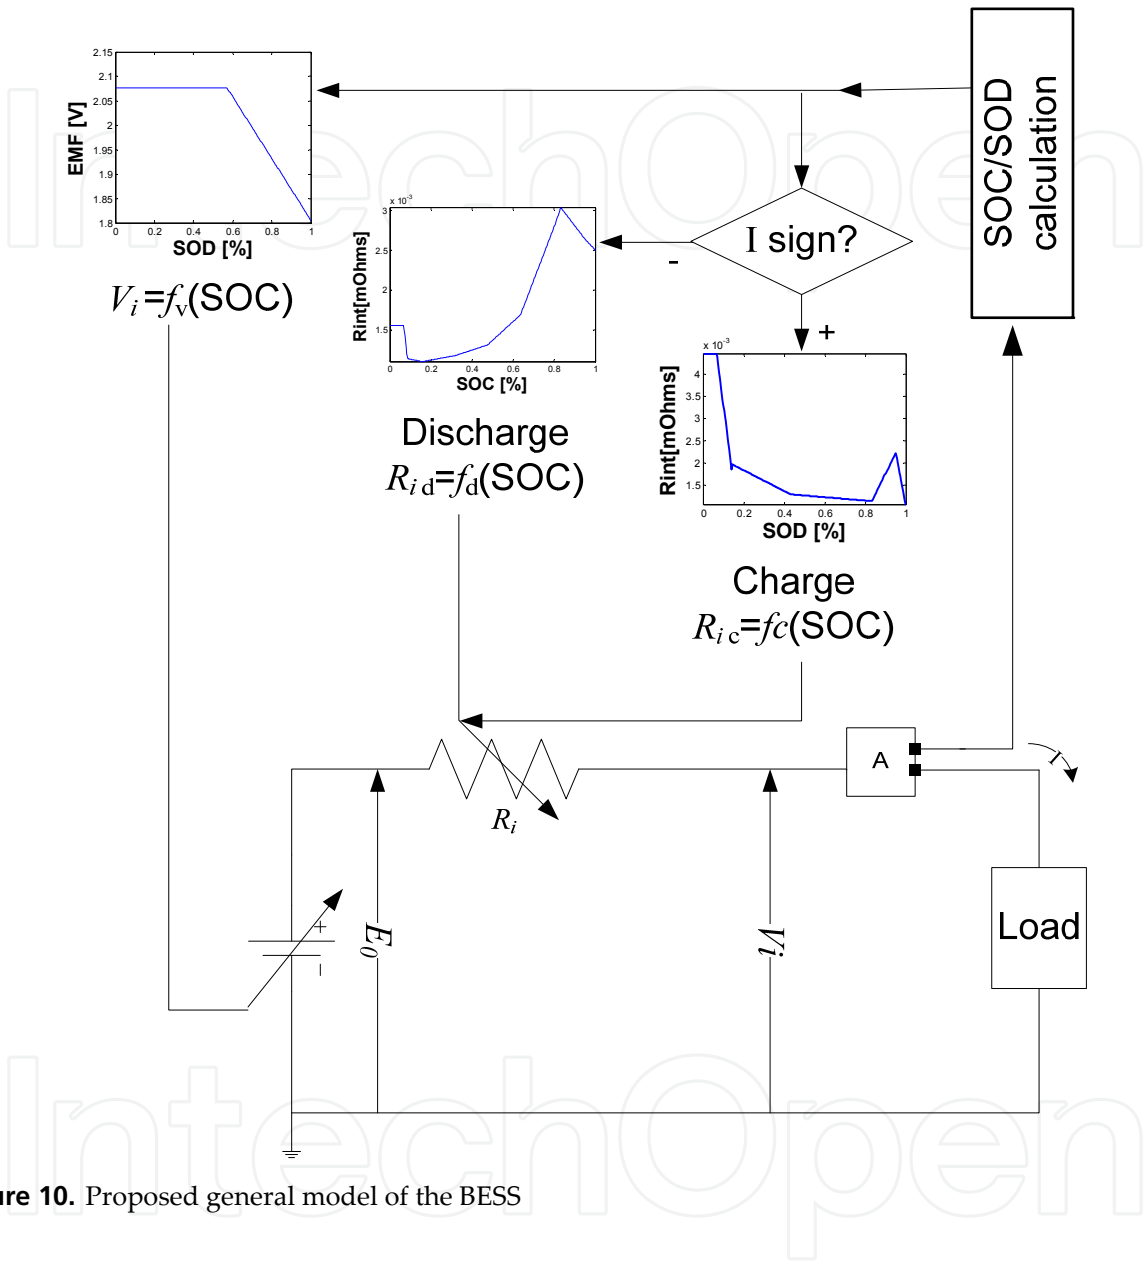 IntechOpen
2.15
2.1
2.05
2
1.95
1.9
1.85
1.8
EMF [V]
0 0.2 0.4 0.6 0.8 1
SOD [%]
Vi=fv(SOC)
x 10-3
3
2.5
2
1.5
Rint[mOhms]
0 0.2 0.4 0.6 0.8 1
SOC [%]
Discharge
Ri d=fd(SOC)
I sign?
-
+
SOC/SOD
calculation
x 10-3
4
3.5
3
2.5
2
1.5
Rint[mOhms]
0 0.2 0.4 0.6 0.8 1
SOD [%]
Charge
Ri c=fc(SOC)
A
-
I
Ri
+
−
E0
Vi
Load
IntechOpen
ure 10. Proposed general model of the BESS